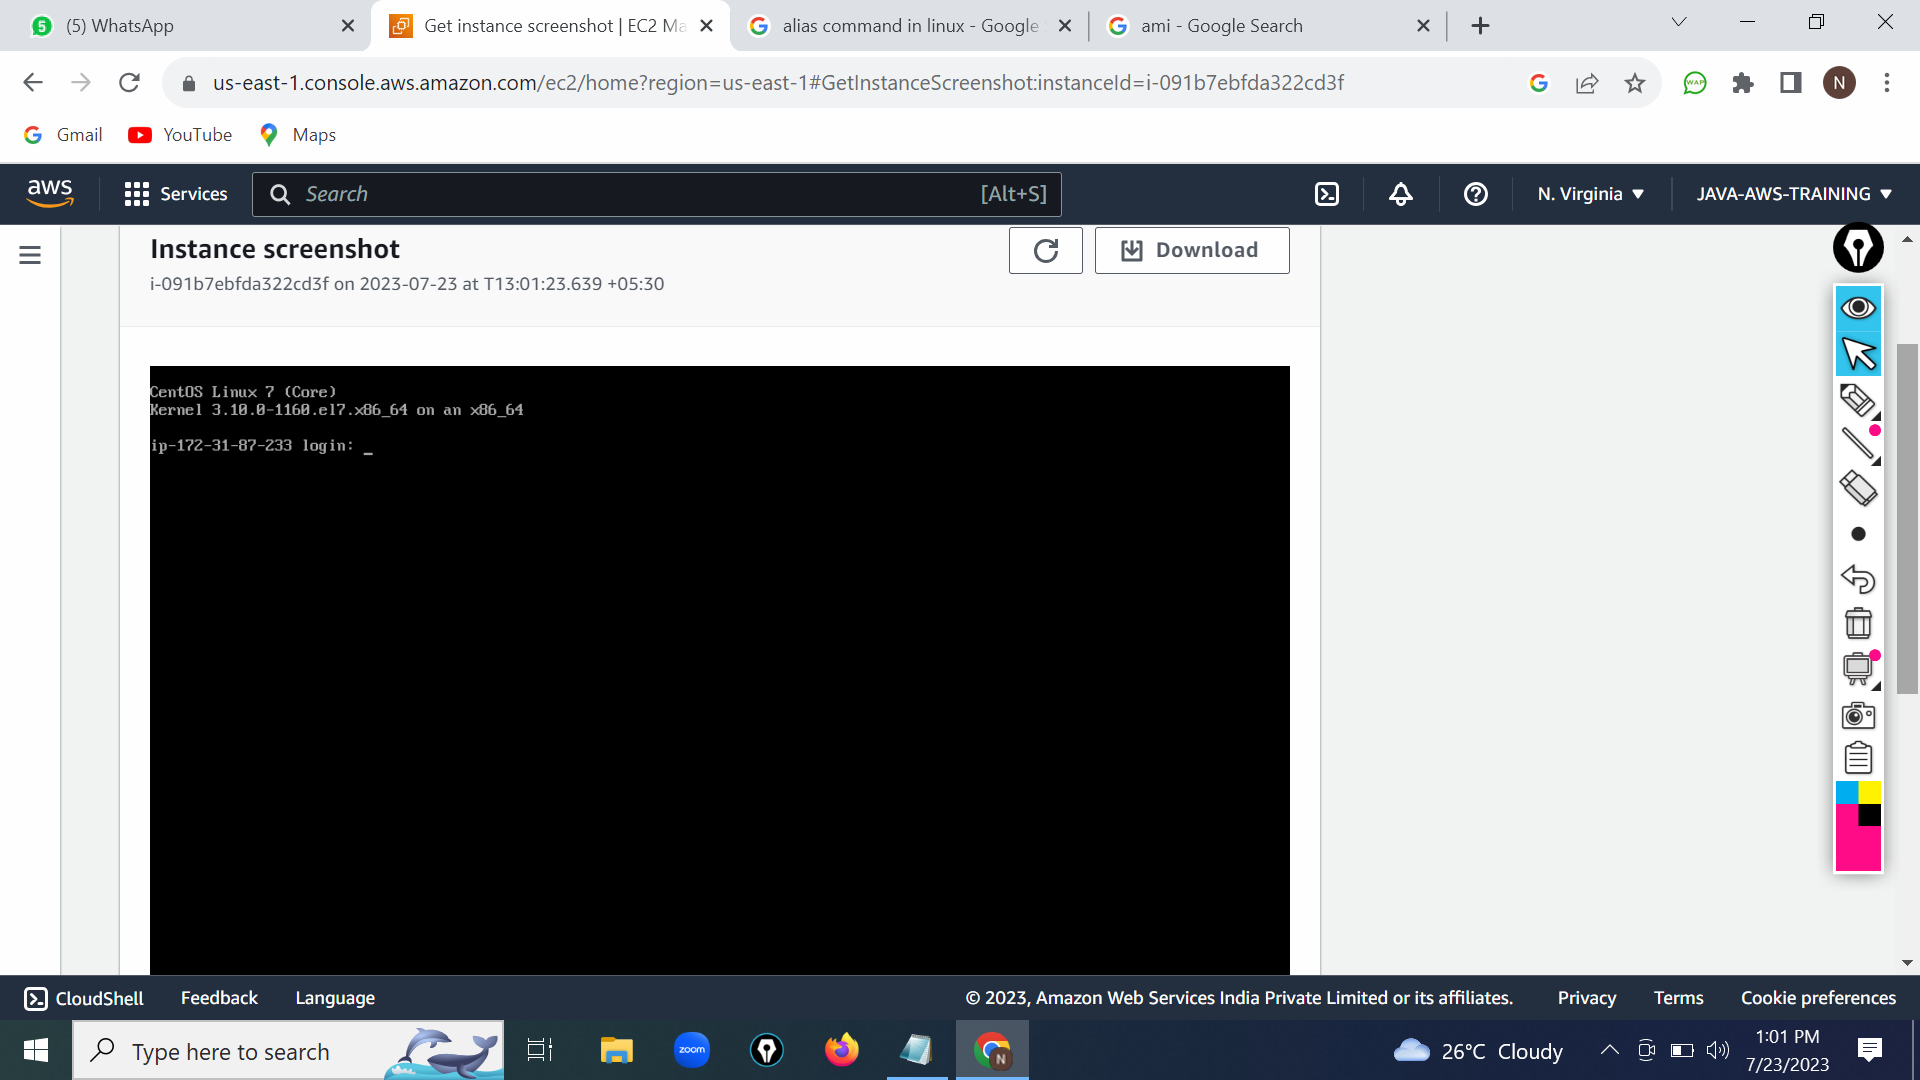 (5) WhatsApp
Get instance screenshot | EC2 Ma
alias command in linux - Google
ami - Google Search
us-east-1.console.aws.amazon.com/ec2/home?region=us-east-1#GetInstanceScreenshot:instanceId=i-091b7ebfda322cd3f
N
Gmail
YouTube
Maps
aws
Services
Search
[Alt+S]
N. Virginia
JAVA-AWS-TRAINING
Instance screenshot
Download
i-091b7ebfda322cd3f on 2023-07-23 at T13:01:23.639 +05:30
CentOS Linux 7 (Core)
Kernel 3.10.0-1160.el7.x86_64 on an x86_64
ip-172-31-87-233 login: _
CloudShell
Feedback
Language
© 2023, Amazon Web Services India Private Limited or its affiliates.
Privacy
Terms
Cookie preferences
Type here to search
zoom
N
26°C Cloudy
1:01 PM
7/23/2023